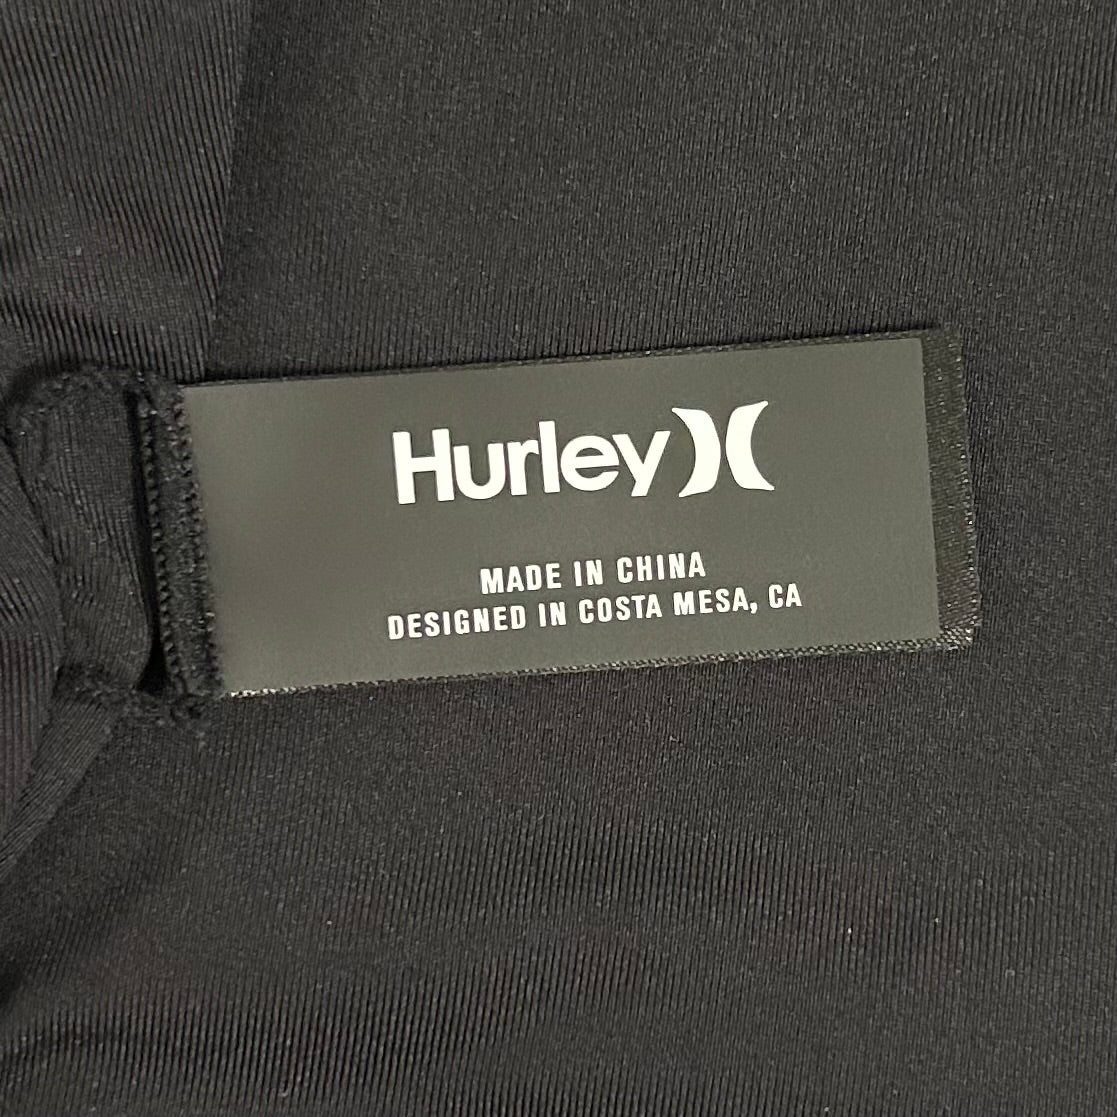 Hurley
MADE IN CHINA
DESIGNED IN COSTA MESA, CA